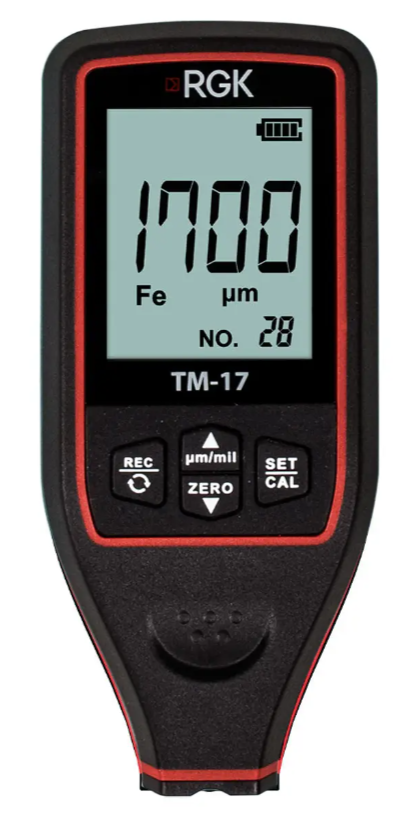 RGK
1700
Fe µm
NO. 28
TM-17
REC
µm/mil
ZERO
SET
CAL